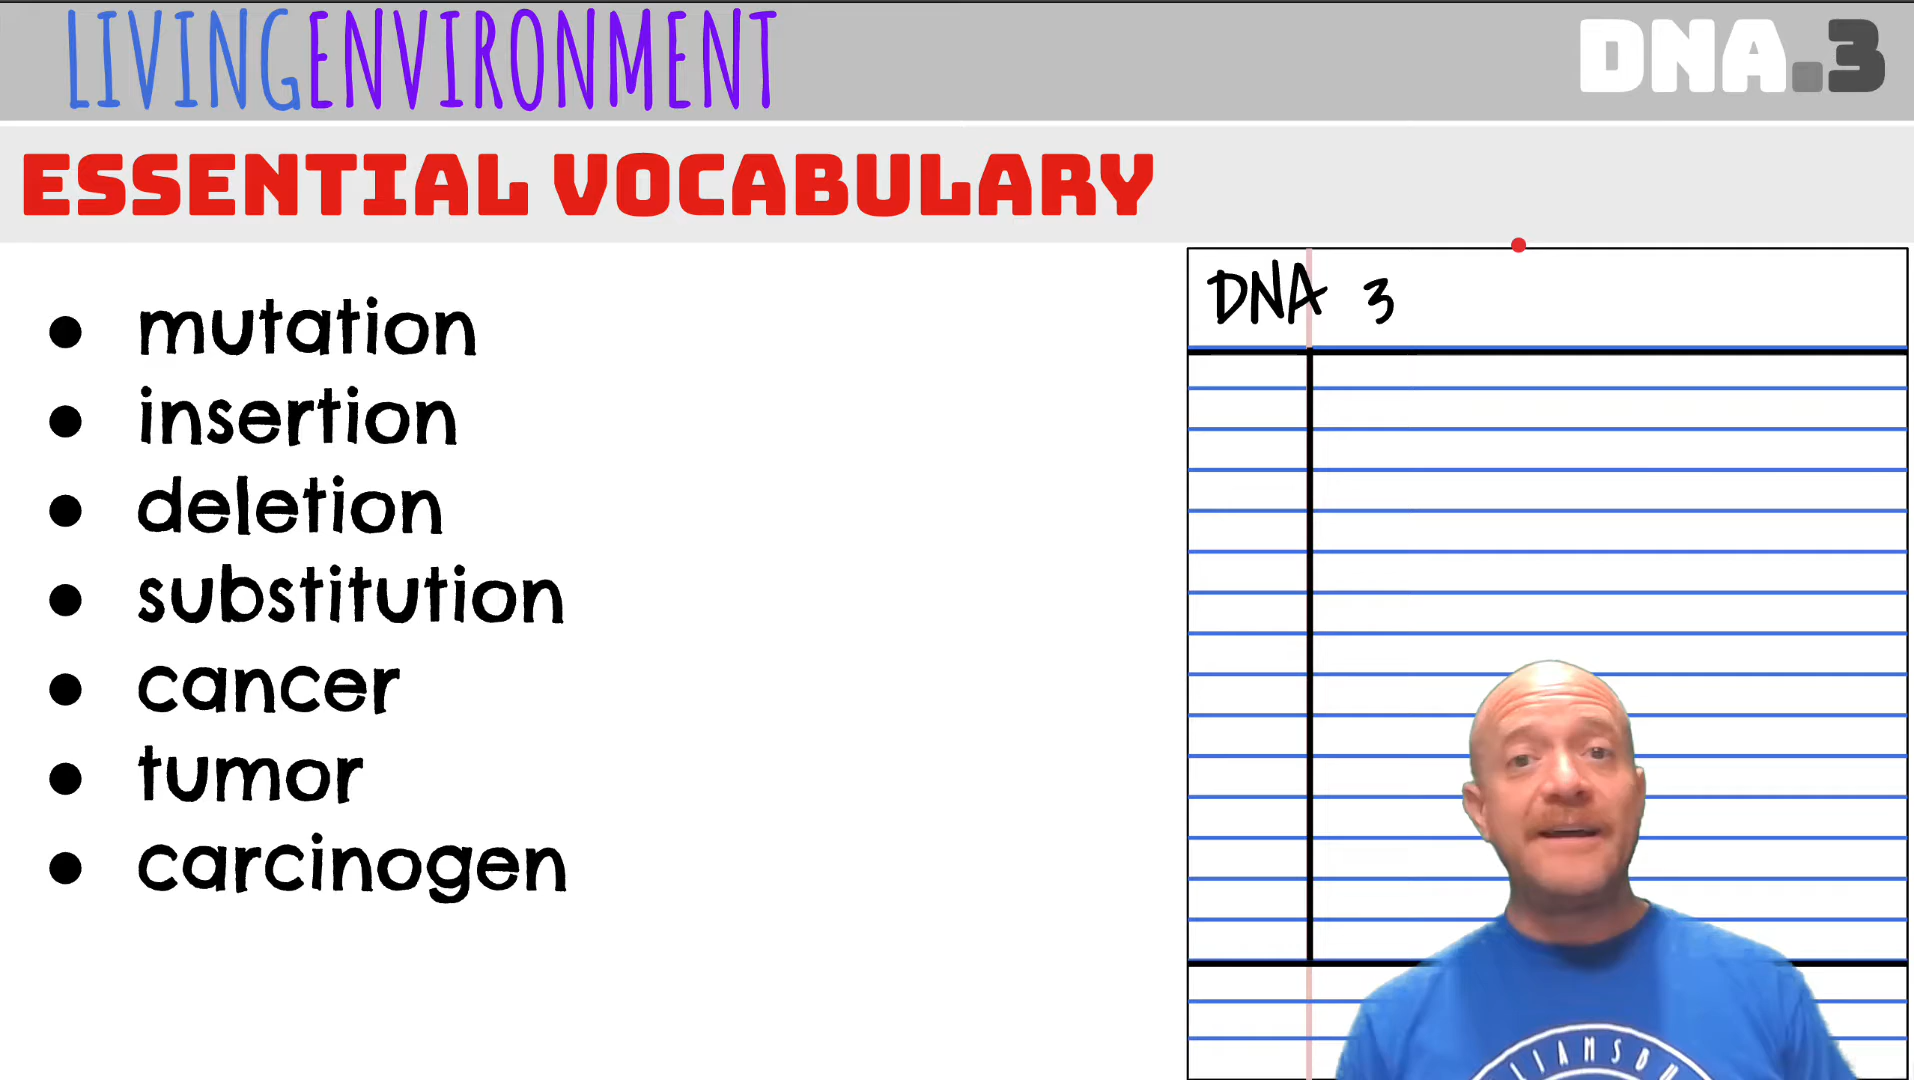 LIVINGENVIRONMENT
DNA.3
ESSENTIAL VOCABULARY
DNA 3
• mutation
• insertion
• deletion
• substitution
• cancer
• tumor
• carcinogen